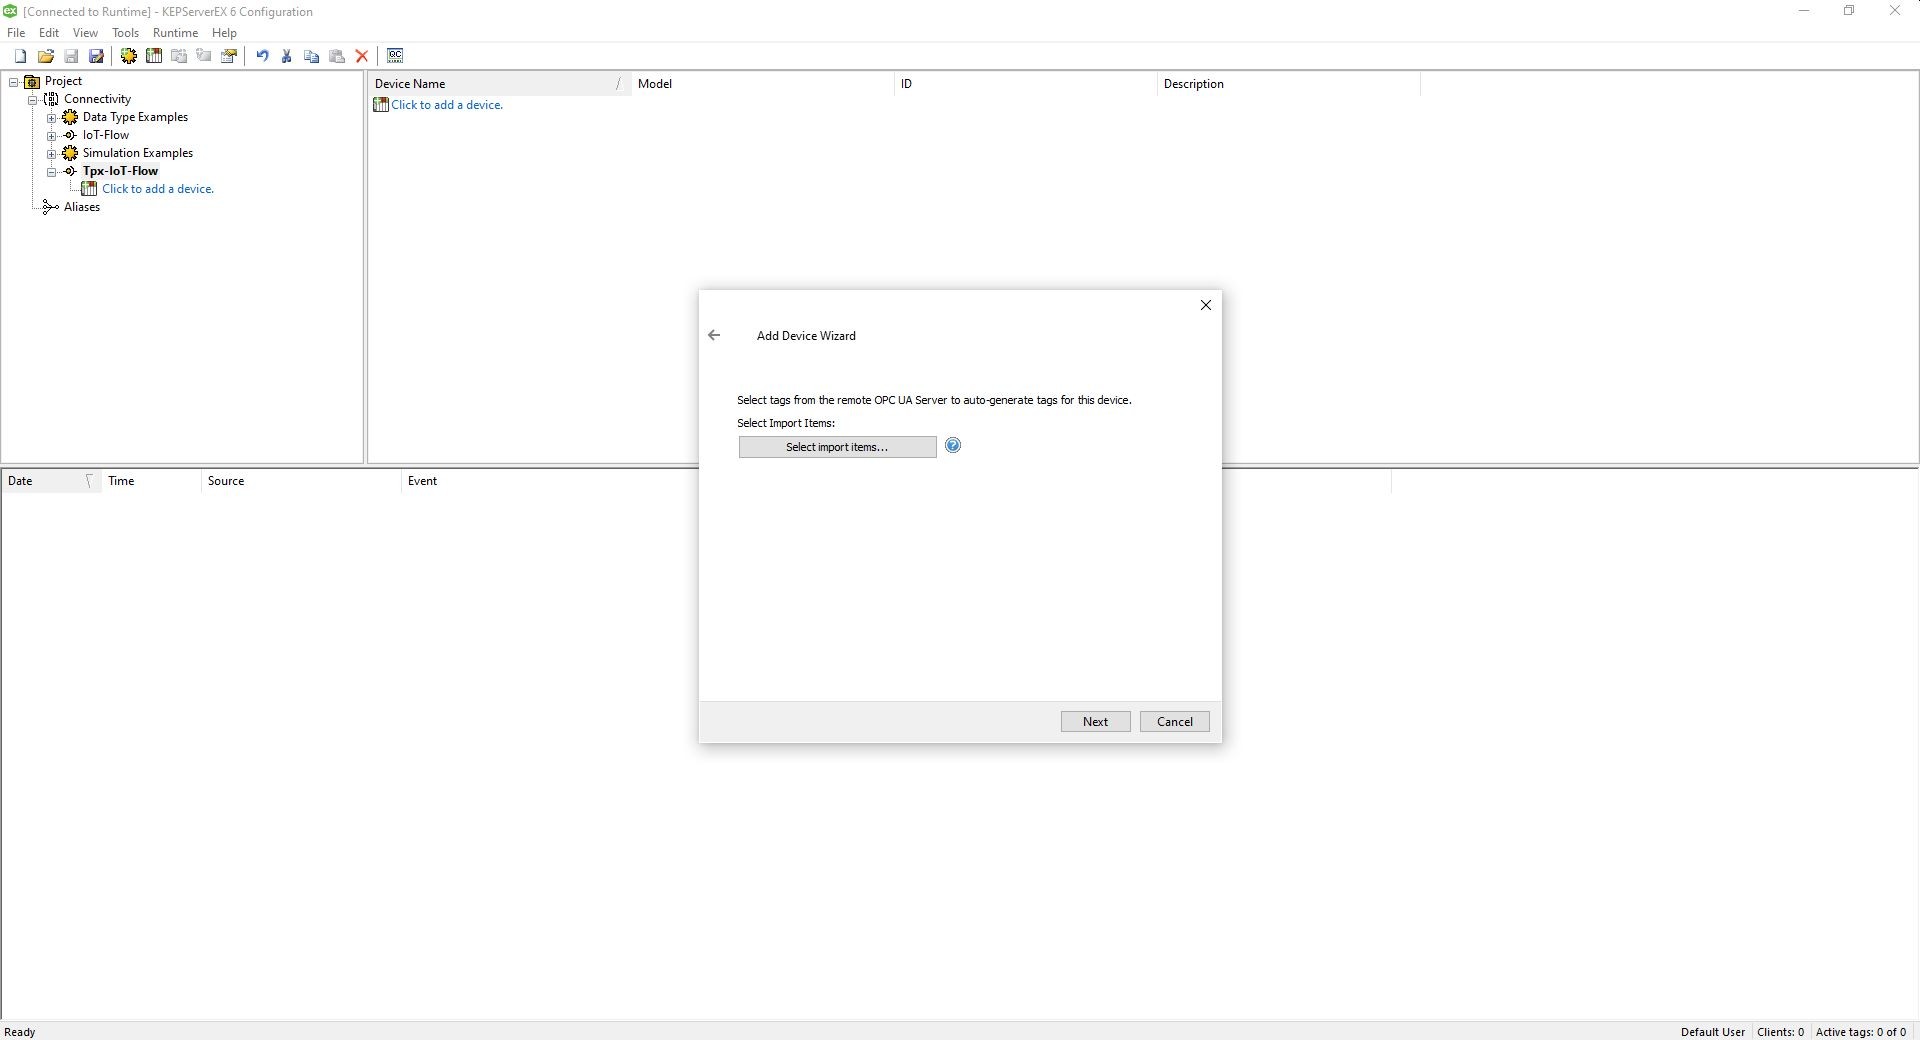 [Connected to Runtime] - KEPServerEX 6 Configuration
File Edit View Tools Runtime Help
Project
Connectivity
Data Type Examples
IoT-Flow
Simulation Examples
Tpx-IoT-Flow
Click to add a device.
Aliases
Device Name Model ID Description
Click to add a device.
Add Device Wizard
Select tags from the remote OPC UA Server to auto-generate tags for this device.
Select Import Items:
Select import items...
Next Cancel
Date Time Source Event
Ready Default User Clients: 0 Active tags: 0 of 0